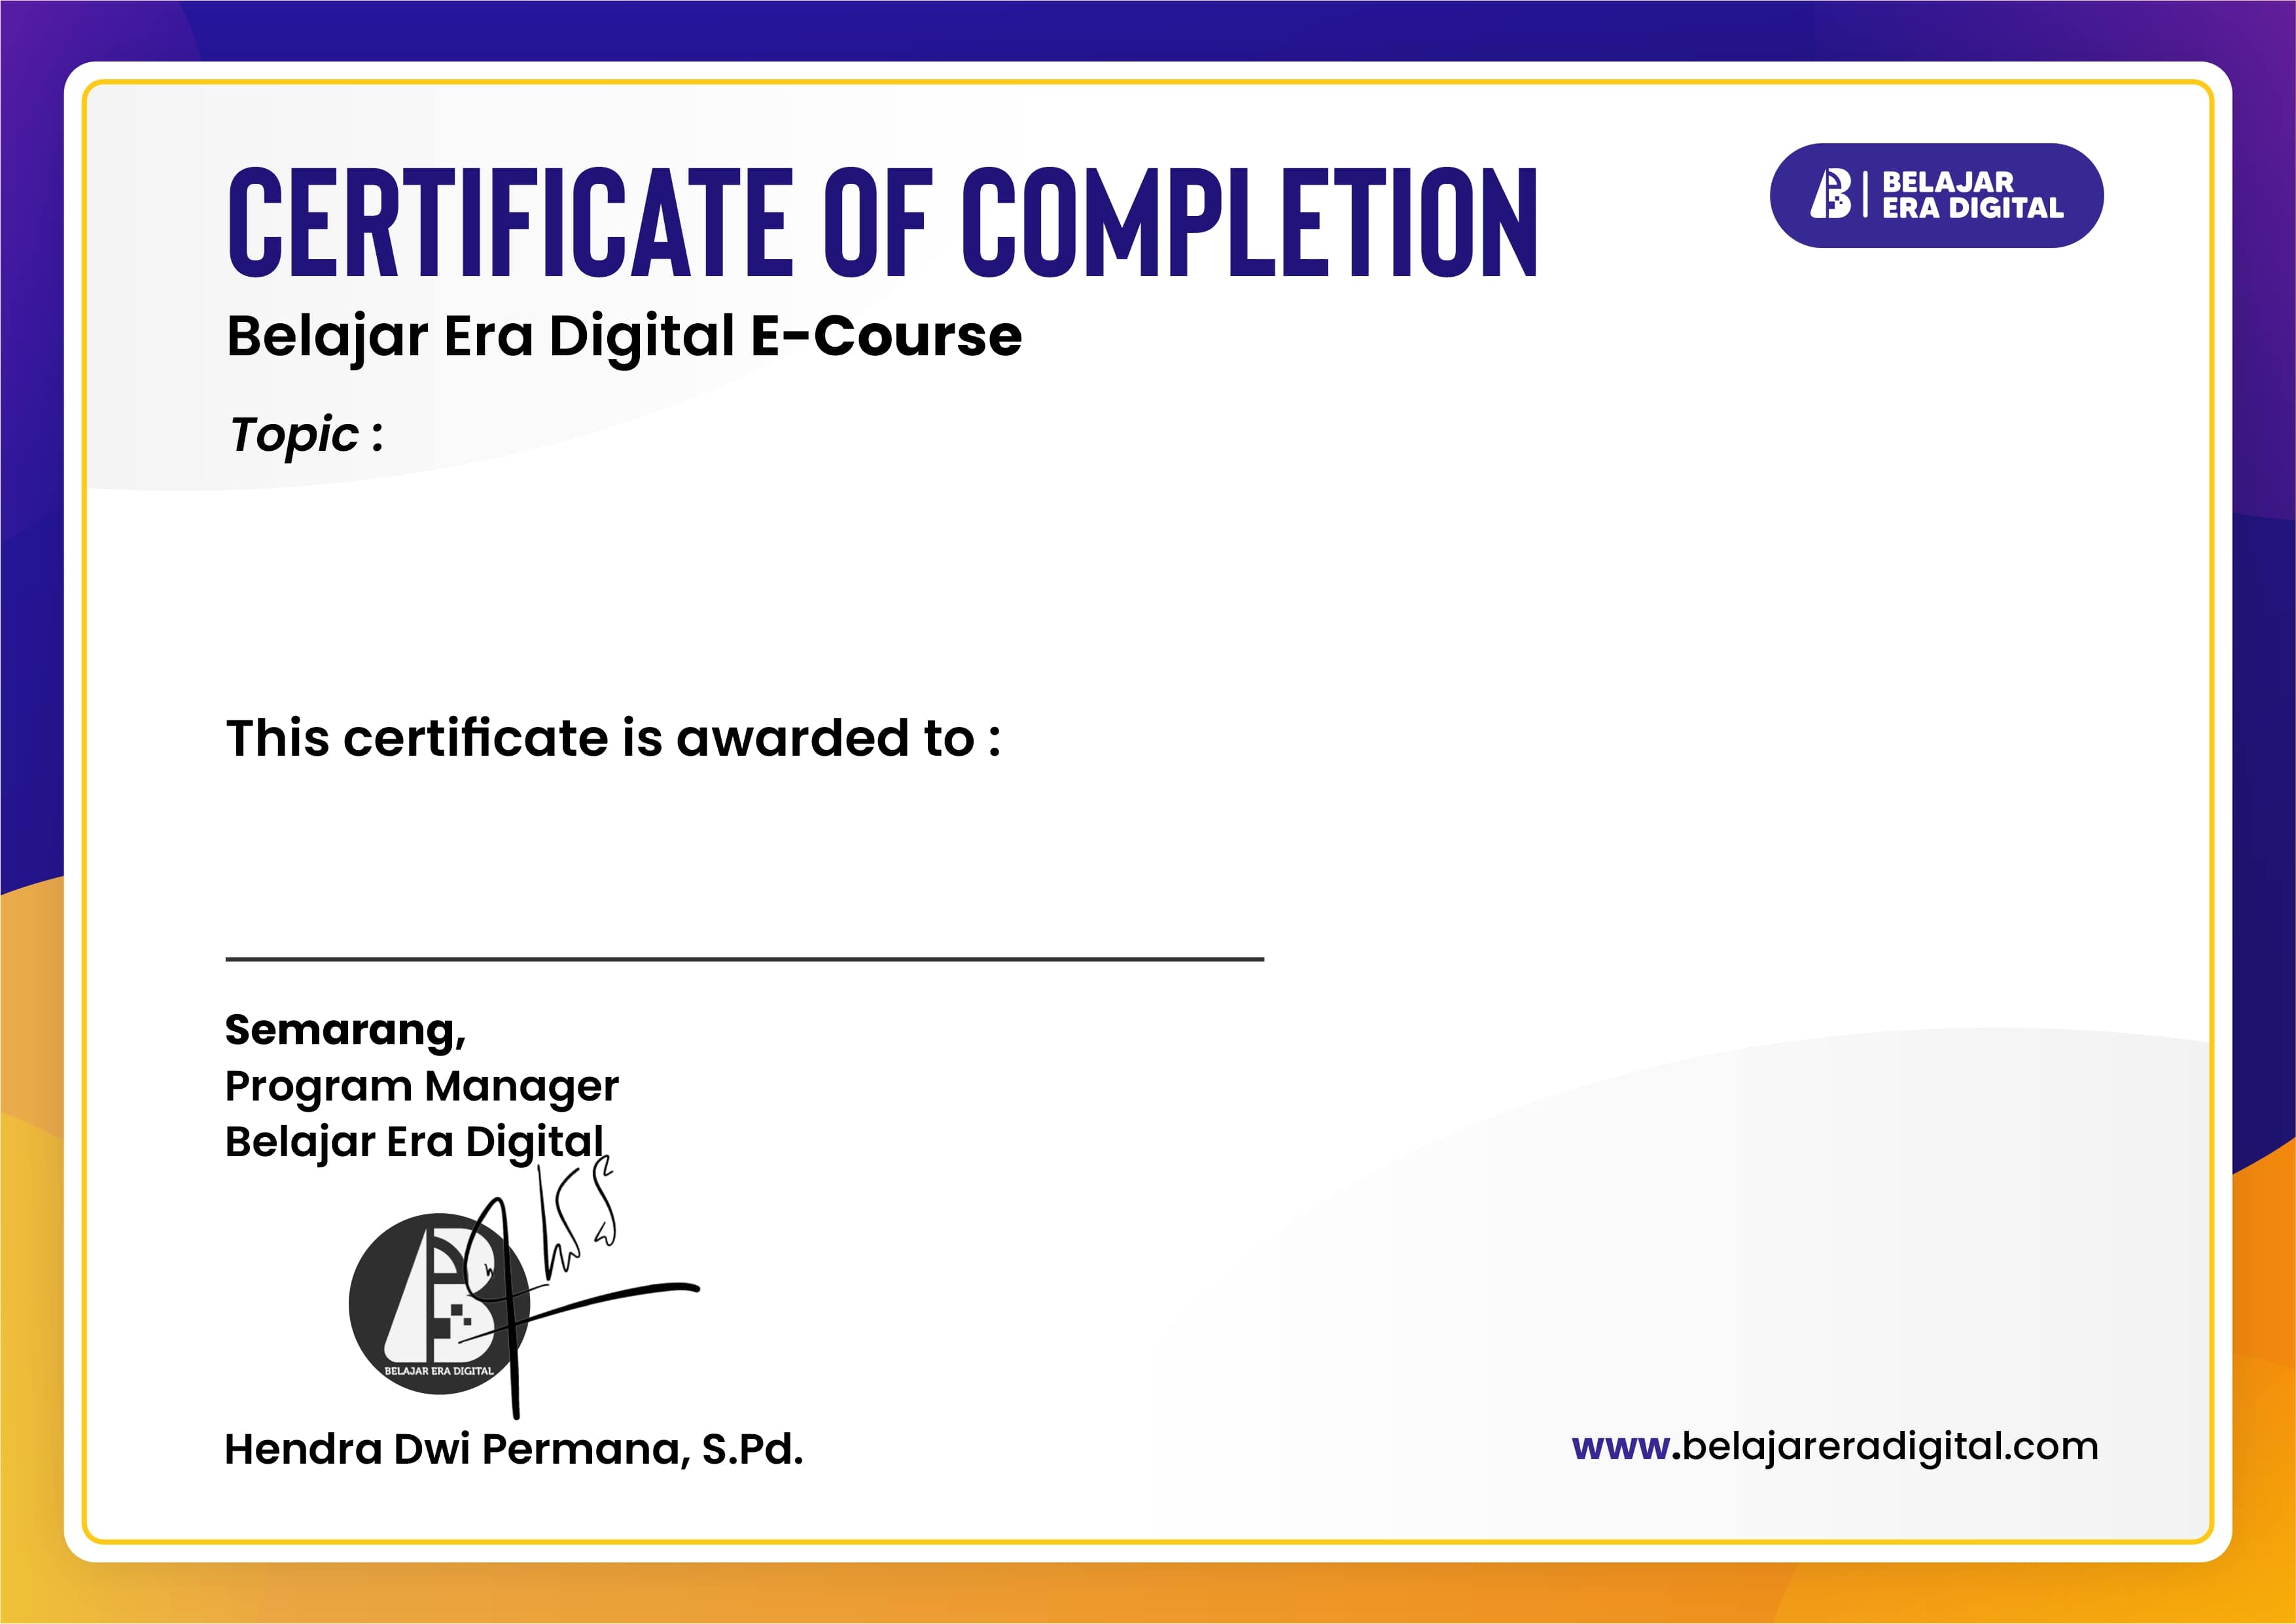 CERTIFICATE OF COMPLETION
BELAJAR
ERA DIGITAL
Belajar Era Digital E-Course
Topic :
This certificate is awarded to :
Semarang,
Program Manager
Belajar Era Digital
BELAJAR ERA DIGITAL
Hendra Dwi Permana, S.Pd.
www.belajareradigital.com